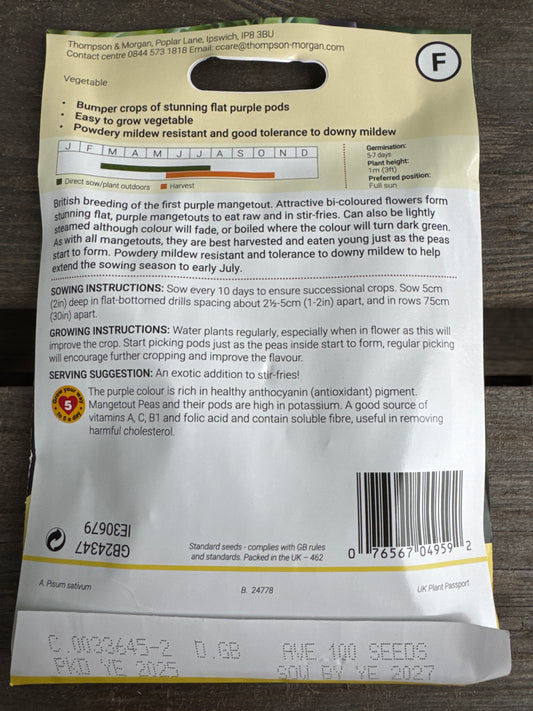 Thompson & Morgan, Poplar Lane, Ipswich, IP8 3BU
Contact centre 0844 573 1818 Email: ccare@thompson-morgan.com
F
Vegetable
• Bumper crops of stunning flat purple pods
• Easy to grow vegetable
• Powdery mildew resistant and good tolerance to downy mildew
J F M A M J J A S O N D
Direct sow/plant outdoors Harvest
Germination:
5-7 days
Plant height:
1m (3ft)
Preferred position:
Full sun
British breeding of the first purple mangetout. Attractive bi-coloured flowers form
stunning flat, purple mangetouts to eat raw and in stir-fries. Can also be lightly
steamed although colour will fade, or boiled where the colour will turn dark green.
As with all mangetouts, they are best harvested and eaten young just as the peas
start to form. Powdery mildew resistant and tolerance to downy mildew to help
extend the sowing season to early July.
SOWING INSTRUCTIONS: Sow every 10 days to ensure successional crops. Sow 5cm
(2in) deep in flat-bottomed drills spacing about 2½-5cm (1-2in) apart, and in rows 75cm
(30in) apart.
GROWING INSTRUCTIONS: Water plants regularly, especially when in flower as this will
improve the crop. Start picking pods just as the peas inside start to form, regular picking
will encourage further cropping and improve the flavour.
SERVING SUGGESTION: An exotic addition to stir-fries!
Grow your way
5
to 5 a day
The purple colour is rich in healthy anthocyanin (antioxidant) pigment.
Mangetout Peas and their pods are high in potassium. A good source of
vitamins A, C, B1 and folic acid and contain soluble fibre, useful in removing
harmful cholesterol.
GB24347
IE30679
Standard seeds - complies with GB rules
and standards. Packed in the UK – 462
0 76567 04959 2
A. Pisum sativum
B. 24778
UK Plant Passport
C.0033645-2 D.GB AVE 100 SEEDS
PKD YE 2025 SOW BY YE 2027